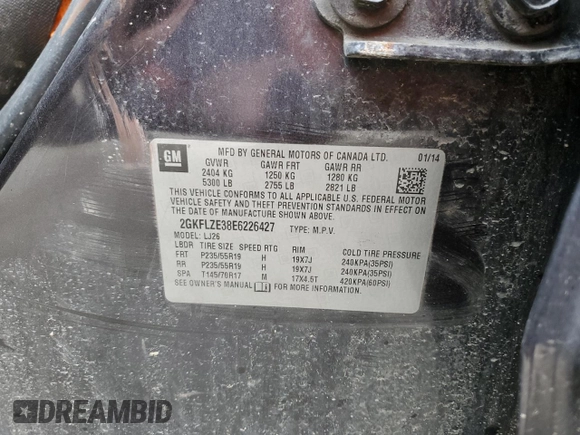 GM
MFD BY GENERAL MOTORS OF CANADA LTD. 01/14
GVWR GAWR FRT GAWR RR
2404 KG 1250 KG 1280 KG
5300 LB 2755 LB 2821 LB
THIS VEHICLE CONFORMS TO ALL APPLICABLE U.S. FEDERAL MOTOR
VEHICLE SAFETY AND THEFT PREVENTION STANDARDS IN EFFECT ON
THE DATE OF MANUFACTURE SHOWN ABOVE.
2GKFLZE38E6226427 TYPE: M.P.V.
MODEL: LJ26
LBDR TIRE SIZE SPEED RTG RIM COLD TIRE PRESSURE
FRT P235/55R19 H 19X7J 240KPA(35PSI)
RR P235/55R19 H 19X7J 240KPA(35PSI)
SPA T145/70R17 M 17X4.5T 420KPA(60PSI)
SEE OWNER'S MANUAL FOR MORE INFORMATION.
DREAMBID